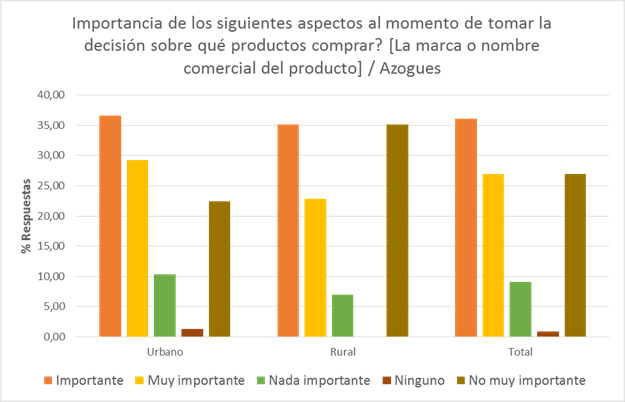 Importancia de los siguientes aspectos al momento de tomar la
decisión sobre qué productos comprar? [La marca o nombre
comercial del producto] / Azogues
% Respuestas
40,00
35,00
30,00
25,00
20,00
15,00
10,00
5,00
0,00
Urbano Rural Total
Importante Muy importante Nada importante Ninguno No muy importante